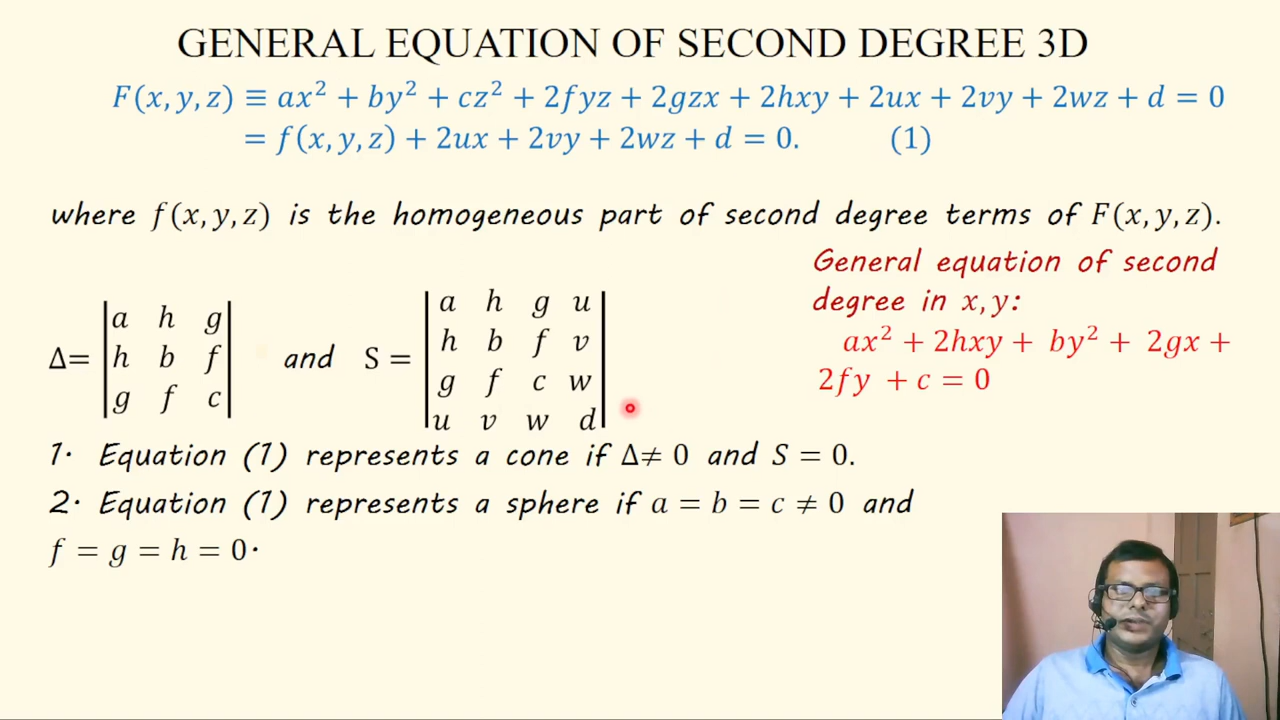 GENERAL EQUATION OF SECOND DEGREE 3D
F(x, y, z) ≡ ax² + by² + cz² + 2fyz + 2gzx + 2hxy + 2ux + 2vy + 2wz + d = 0
= f(x, y, z) + 2ux + 2vy + 2wz + d = 0. (1)
where f(x, y, z) is the homogeneous part of second degree terms of F(x, y, z).
General equation of second
degree in x, y:
ax² + 2hxy + by² + 2gx +
2fy + c = 0
Δ= |a h g|
|h b f|
|g f c|
and S = |a h g u|
|h b f v|
|g f c w|
|u v w d|
1. Equation (1) represents a cone if Δ≠ 0 and S = 0.
2. Equation (1) represents a sphere if a = b = c ≠ 0 and
f = g = h = 0.